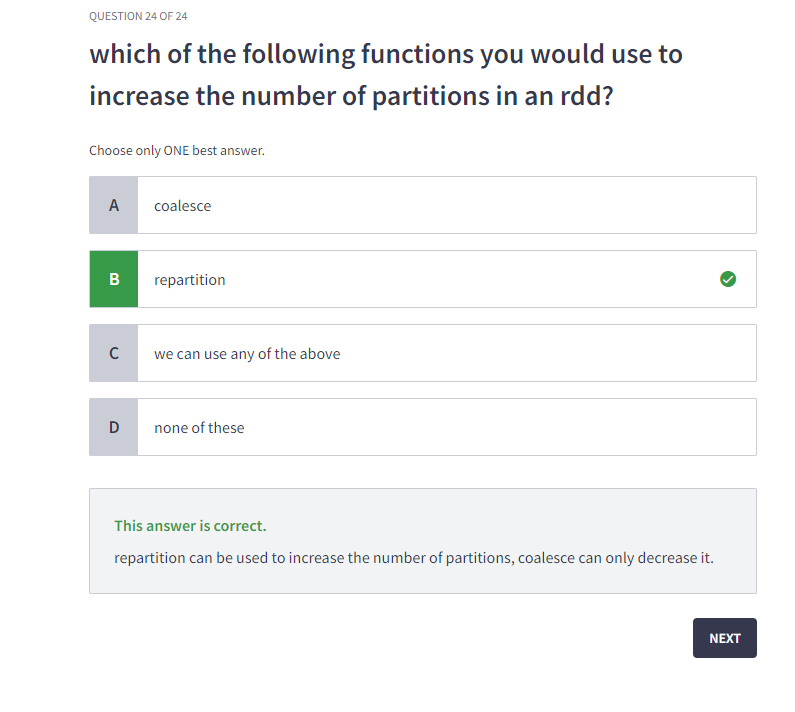 QUESTION 24 OF 24
which of the following functions you would use to
increase the number of partitions in an rdd?
Choose only ONE best answer.
A coalesce
B repartition
C we can use any of the above
D none of these
This answer is correct.
repartition can be used to increase the number of partitions, coalesce can only decrease it.
NEXT